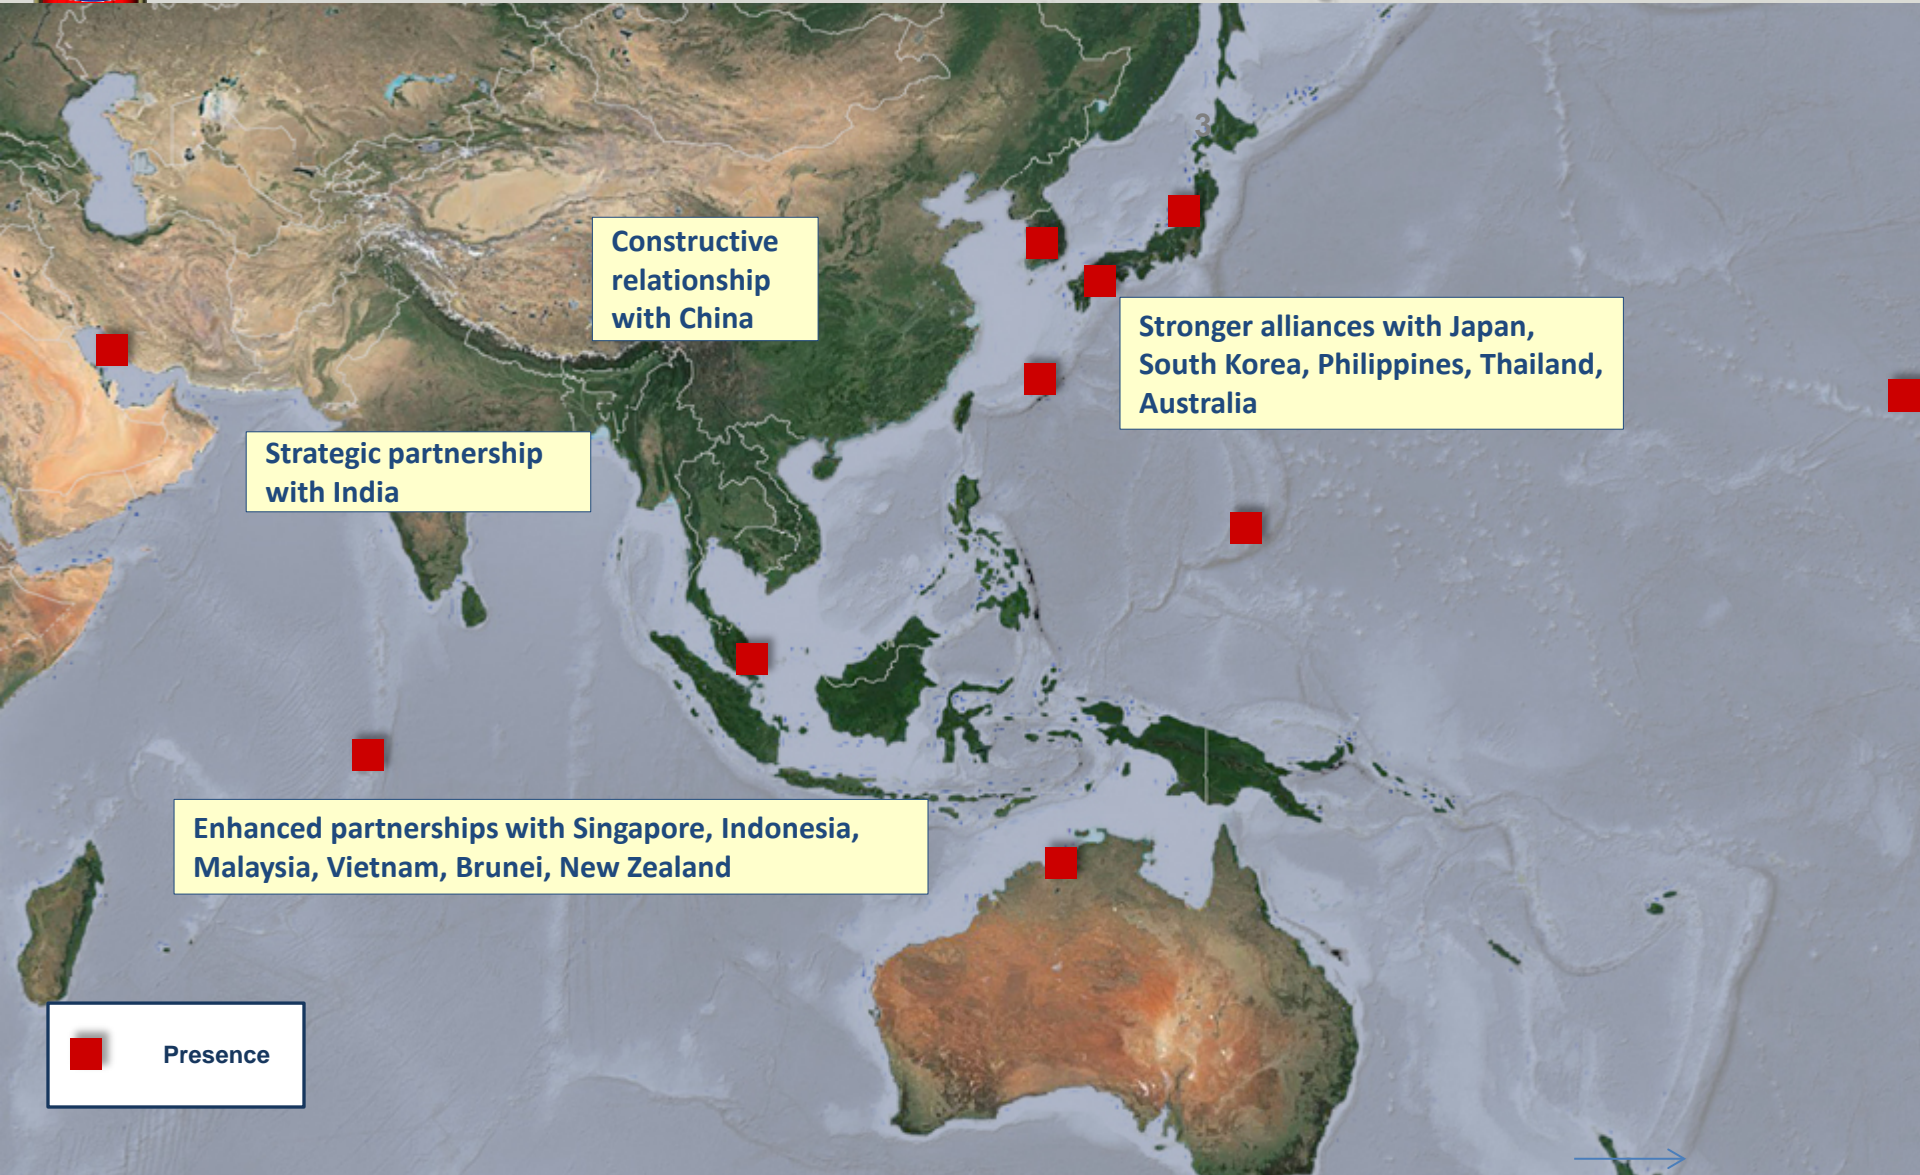 3
Constructive
relationship
with China
Stronger alliances with Japan,
South Korea, Philippines, Thailand,
Australia
Strategic partnership
with India
Enhanced partnerships with Singapore, Indonesia,
Malaysia, Vietnam, Brunei, New Zealand
Presence